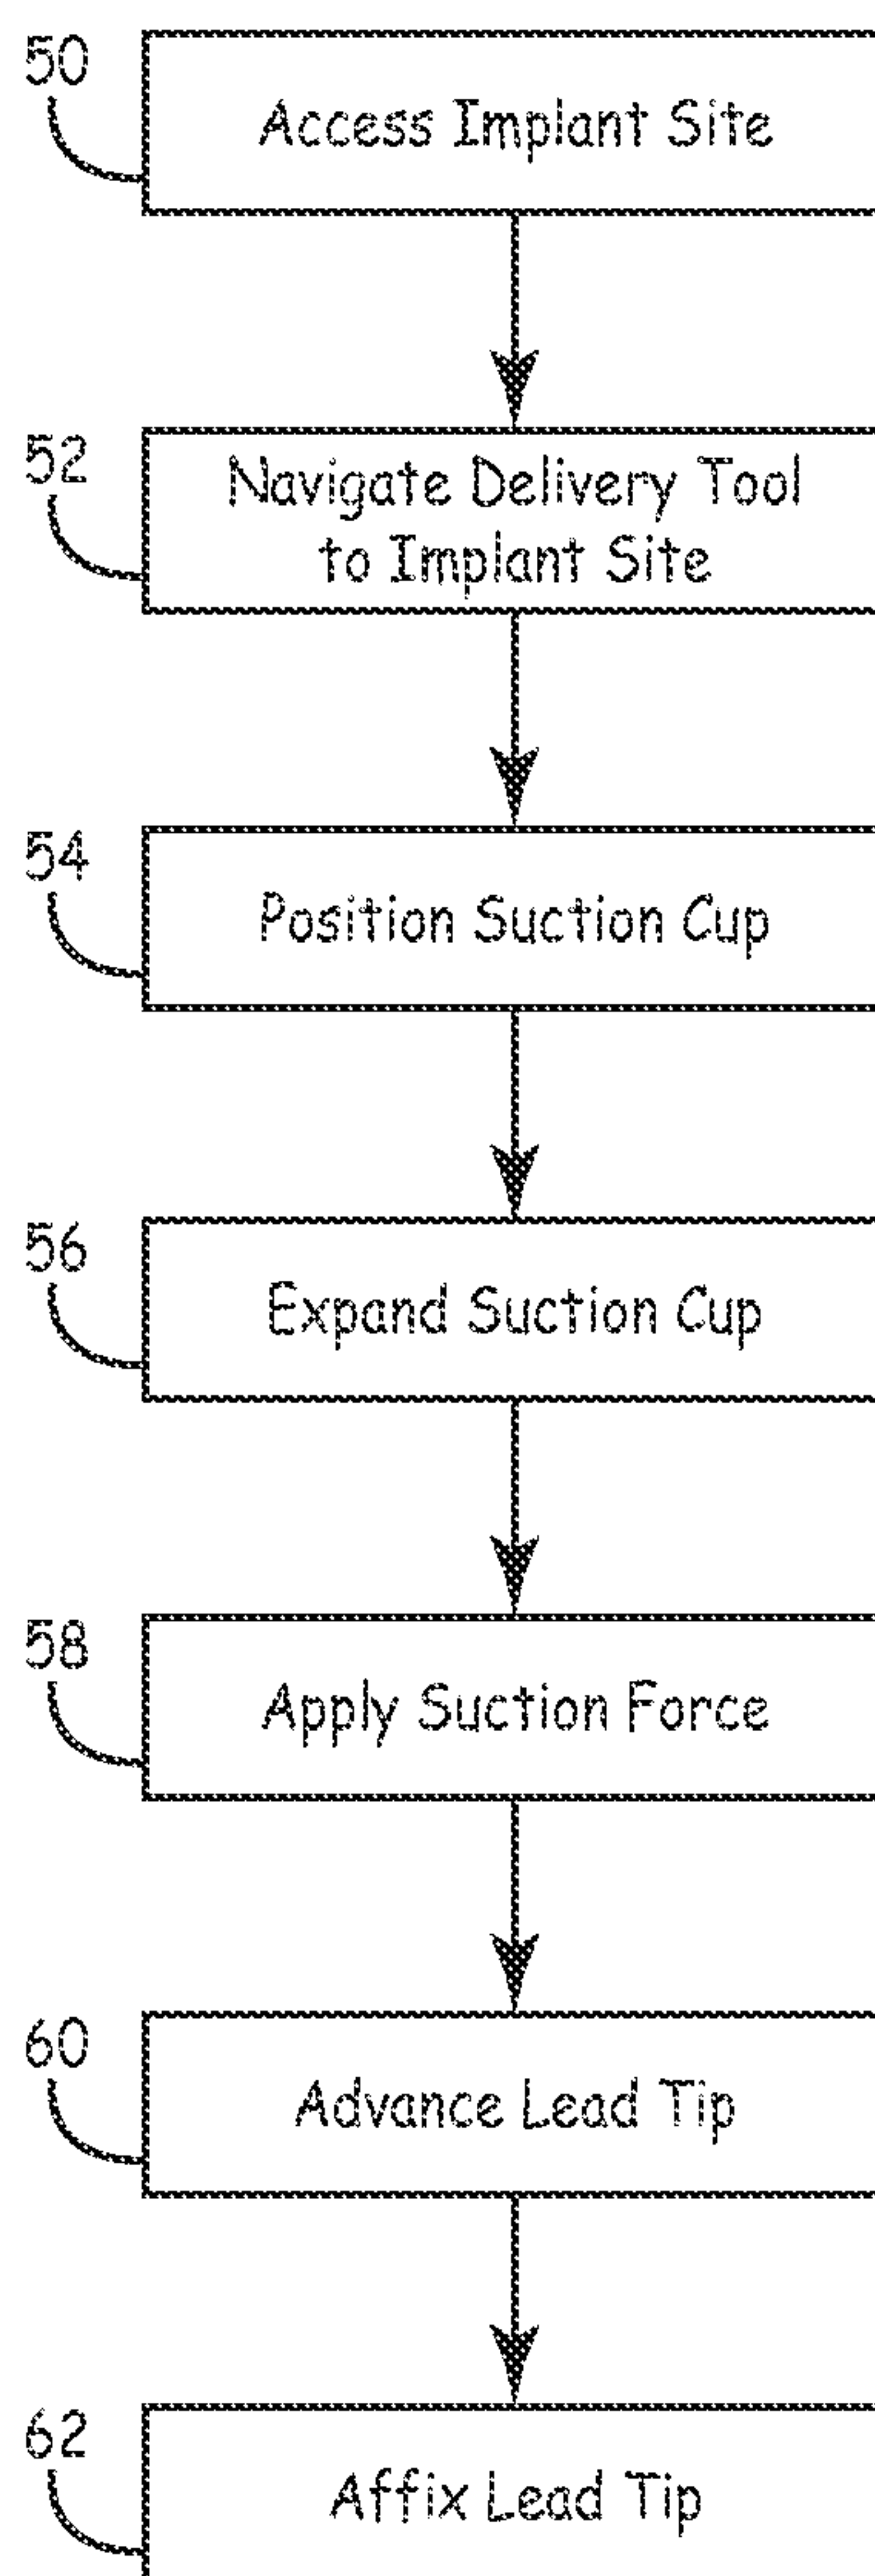 50
Access Implant Site
52
Navigate Delivery Tool
to Implant Site
54
Position Suction Cup
56
Expand Suction Cup
58
Apply Suction Force
60
Advance Lead Tip
62
Affix Lead Tip